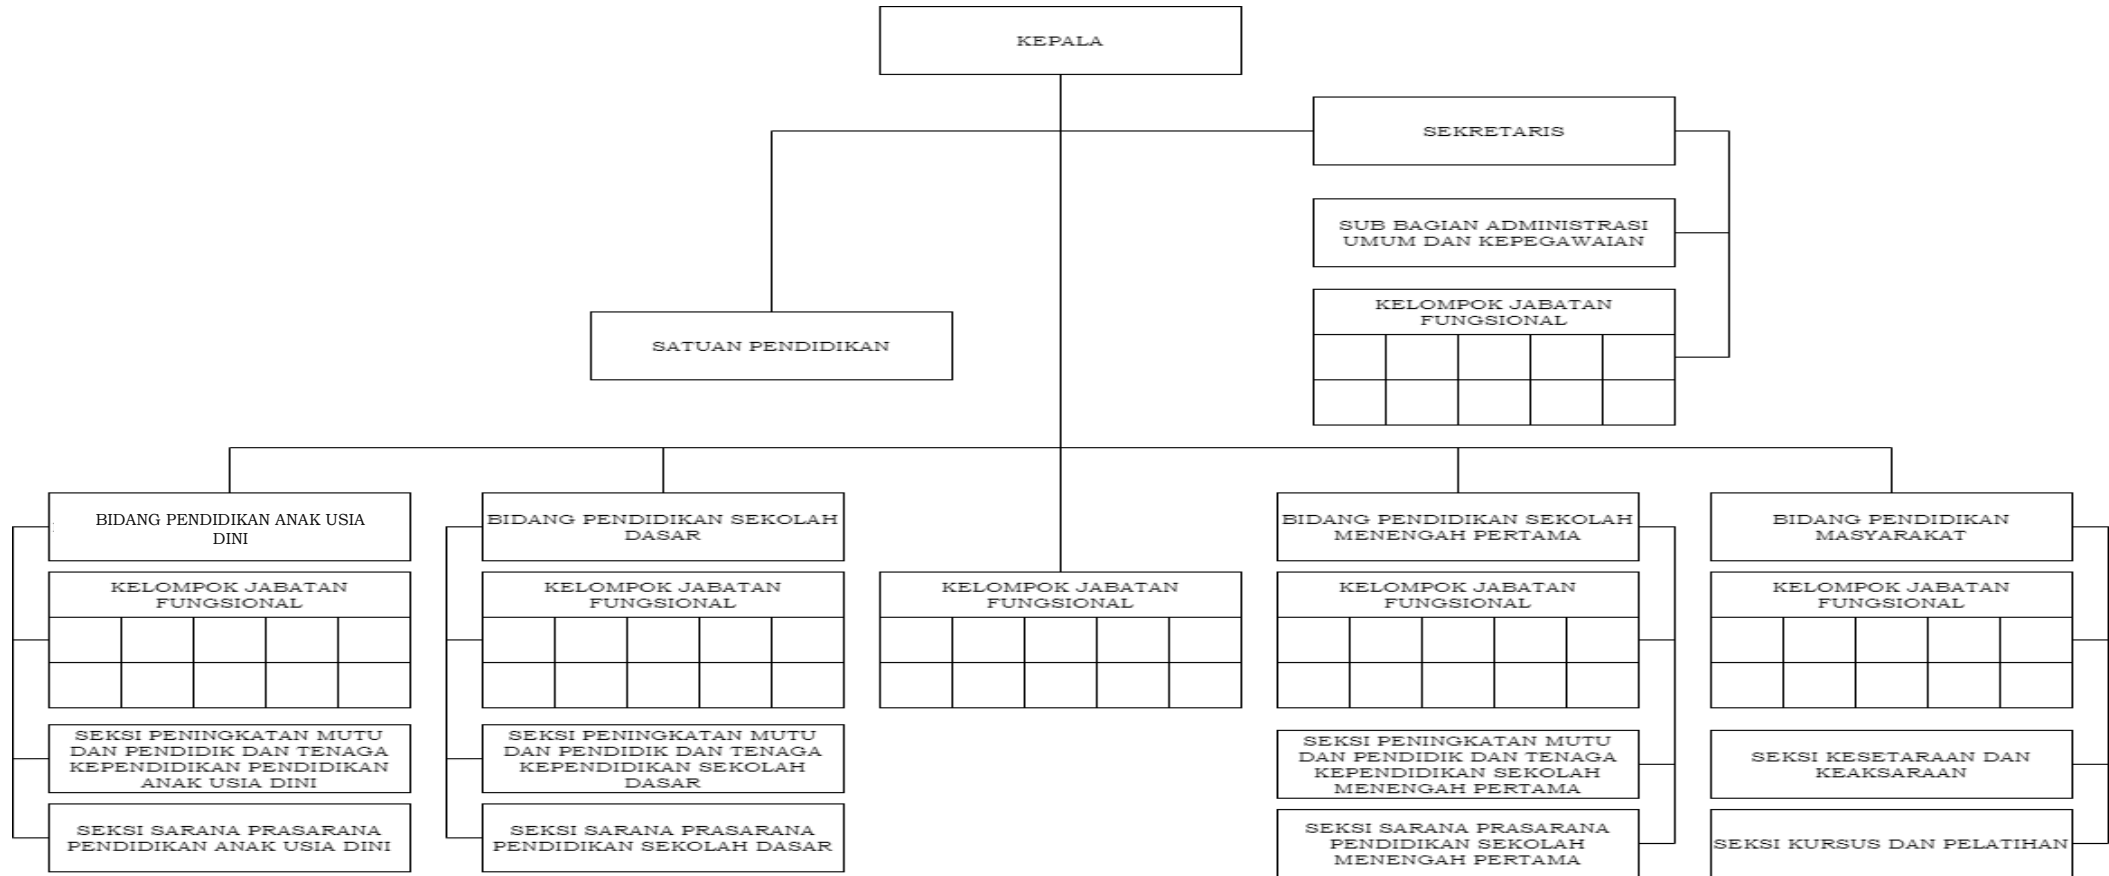 KEPALA
SEKRETARIS
SUB BAGIAN ADMINISTRASI
UMUM DAN KEPEGAWAIAN
KELOMPOK JABATAN
FUNGSIONAL
SATUAN PENDIDIKAN
BIDANG PENDIDIKAN ANAK USIA
DINI
KELOMPOK JABATAN
FUNGSIONAL
SEKSI PENINGKATAN MUTU
DAN PENDIDIK DAN TENAGA
KEPENDIDIKAN PENDIDIKAN
ANAK USIA DINI
SEKSI SARANA PRASARANA
PENDIDIKAN ANAK USIA DINI
BIDANG PENDIDIKAN SEKOLAH
DASAR
KELOMPOK JABATAN
FUNGSIONAL
SEKSI PENINGKATAN MUTU
DAN PENDIDIK DAN TENAGA
KEPENDIDIKAN SEKOLAH
DASAR
SEKSI SARANA PRASARANA
PENDIDIKAN SEKOLAH DASAR
KELOMPOK JABATAN
FUNGSIONAL
BIDANG PENDIDIKAN SEKOLAH
MENENGAH PERTAMA
KELOMPOK JABATAN
FUNGSIONAL
SEKSI PENINGKATAN MUTU
DAN PENDIDIK DAN TENAGA
KEPENDIDIKAN SEKOLAH
MENENGAH PERTAMA
SEKSI SARANA PRASARANA
PENDIDIKAN SEKOLAH
MENENGAH PERTAMA
BIDANG PENDIDIKAN
MASYARAKAT
KELOMPOK JABATAN
FUNGSIONAL
SEKSI KESETARAAN DAN
KEAKSARAAN
SEKSI KURSUS DAN PELATIHAN